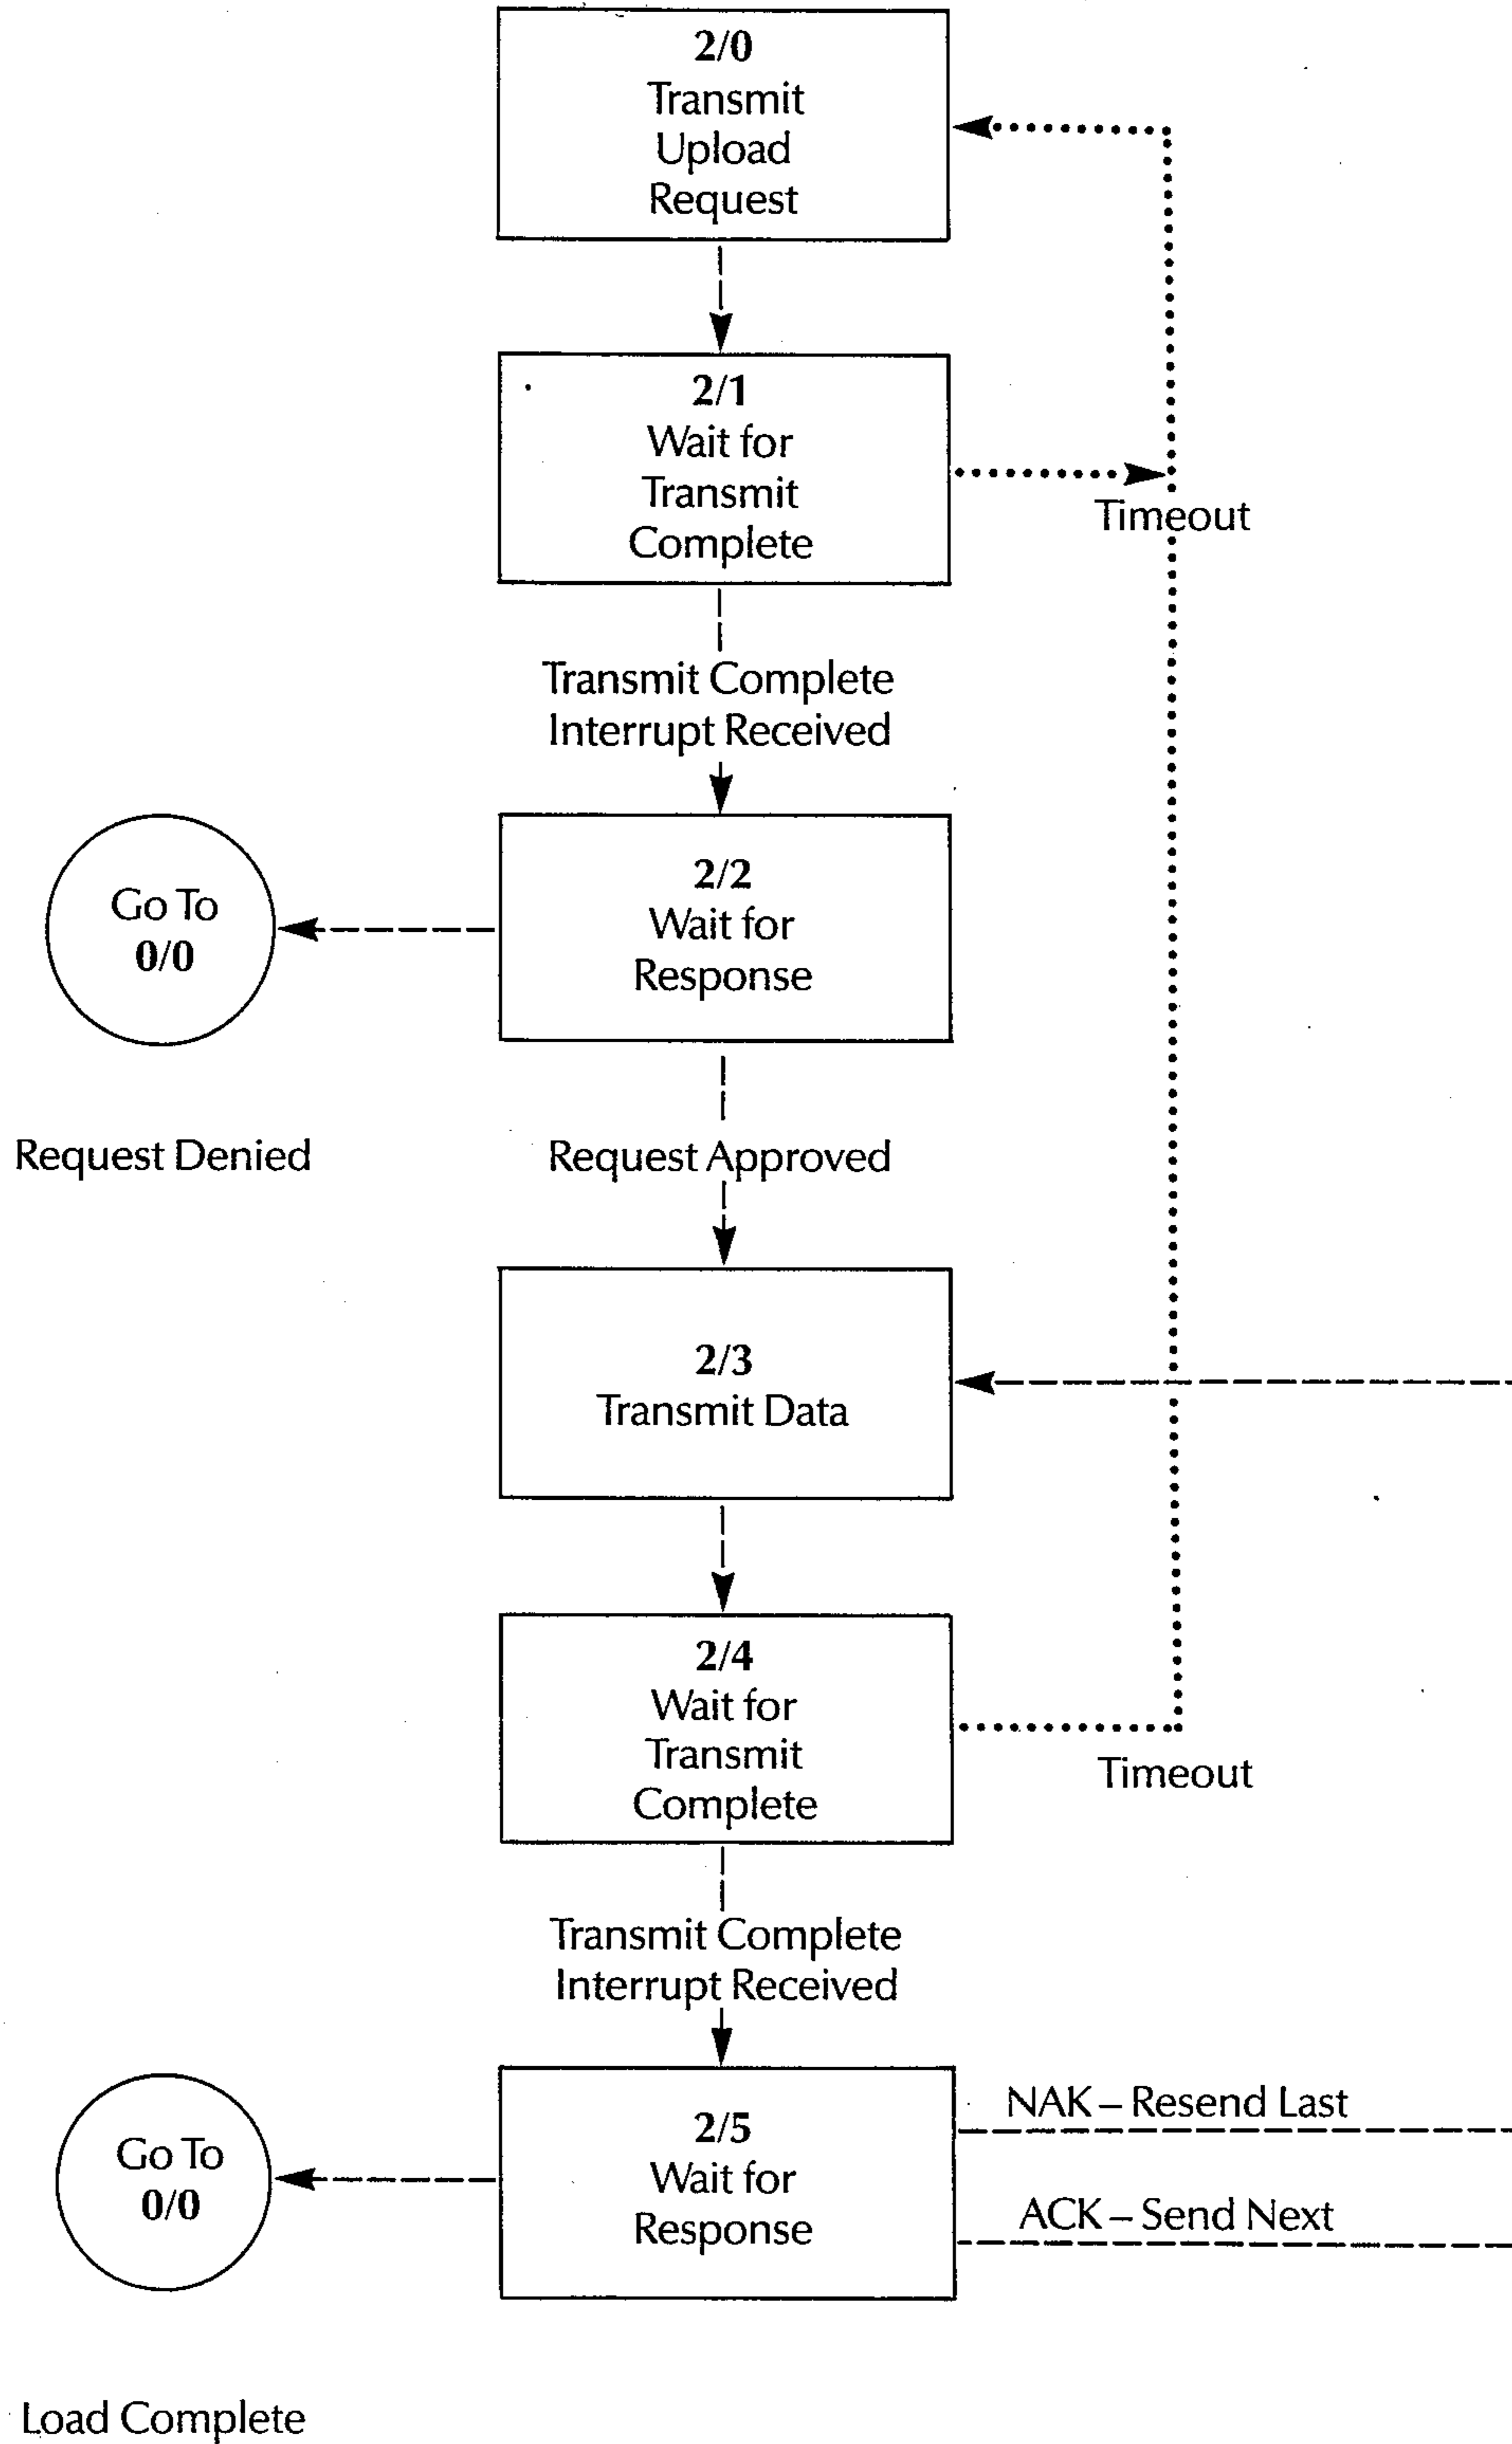 2/0
Transmit
Upload
Request
2/1
Wait for
Transmit
Complete
Timeout
Transmit Complete
Interrupt Received
Go To
0/0
2/2
Wait for
Response
Request Denied
Request Approved
2/3
Transmit Data
2/4
Wait for
Transmit
Complete
Timeout
Transmit Complete
Interrupt Received
Go To
0/0
2/5
Wait for
Response
NAK – Resend Last
ACK – Send Next
Load Complete